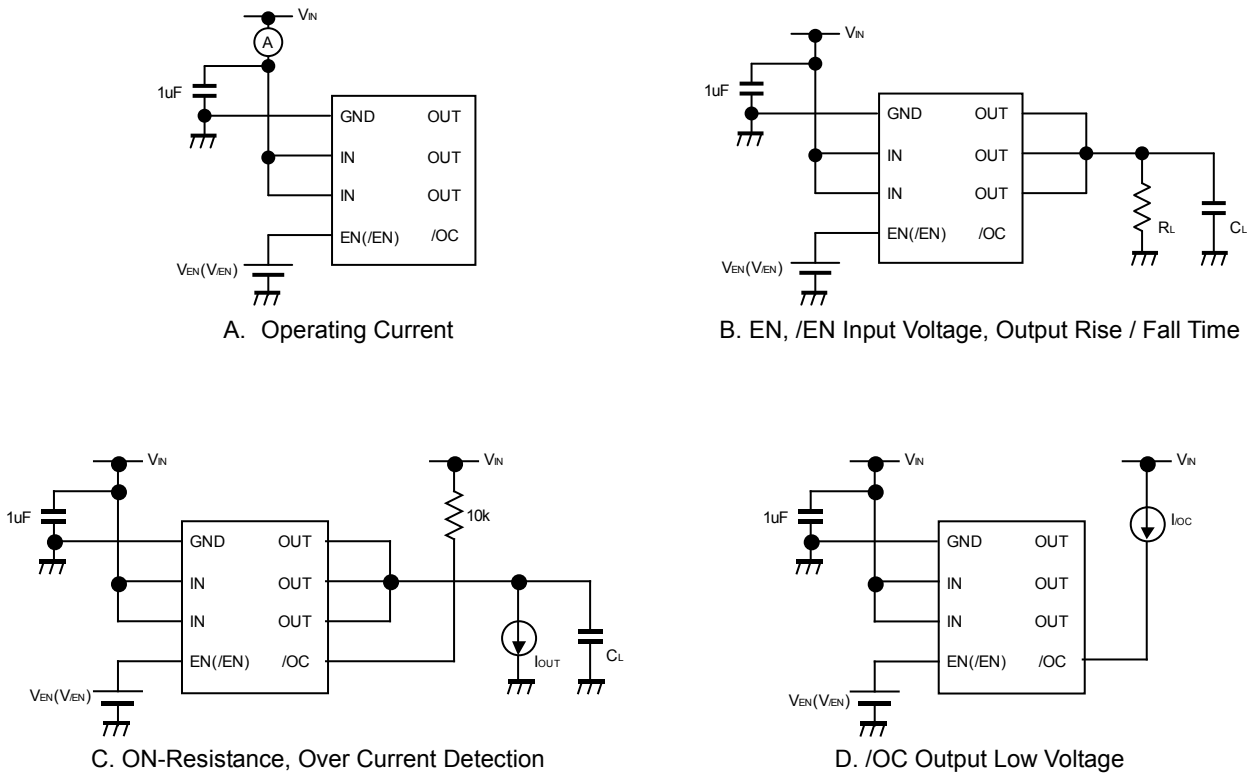 VIN
A
1uF
GND OUT
IN OUT
IN OUT
EN(/EN) /OC
VEN(V/EN)
A. Operating Current
VIN
1uF
GND OUT
IN OUT
IN OUT
EN(/EN) /OC
VEN(V/EN)
RL
CL
B. EN, /EN Input Voltage, Output Rise / Fall Time
VIN
VIN
1uF
10k
GND OUT
IN OUT
IN OUT
EN(/EN) /OC
IOUT
CL
VEN(V/EN)
C. ON-Resistance, Over Current Detection
VIN
VIN
1uF
I/OC
GND OUT
IN OUT
IN OUT
EN(/EN) /OC
VEN(V/EN)
D. /OC Output Low Voltage